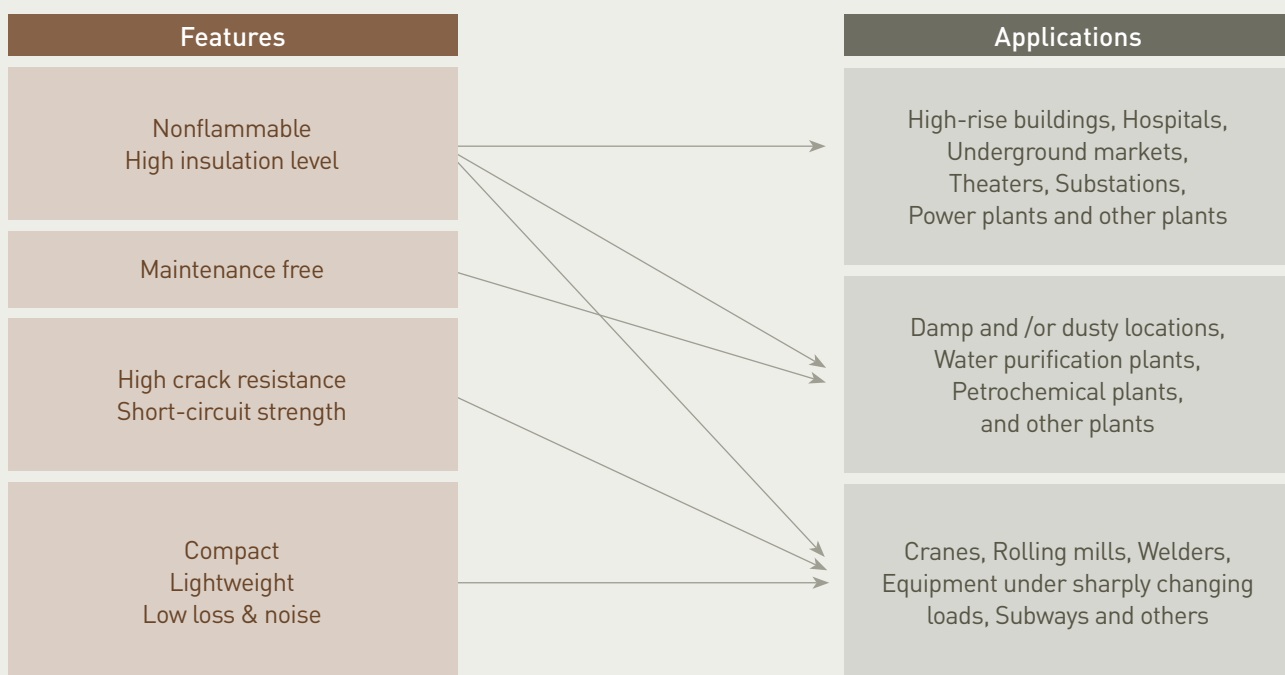 Features
Nonflammable
High insulation level
Maintenance free
High crack resistance
Short-circuit strength
Compact
Lightweight
Low loss & noise
Applications
High-rise buildings, Hospitals,
Underground markets,
Theaters, Substations,
Power plants and other plants
Damp and /or dusty locations,
Water purification plants,
Petrochemical plants,
and other plants
Cranes, Rolling mills, Welders,
Equipment under sharply changing
loads, Subways and others